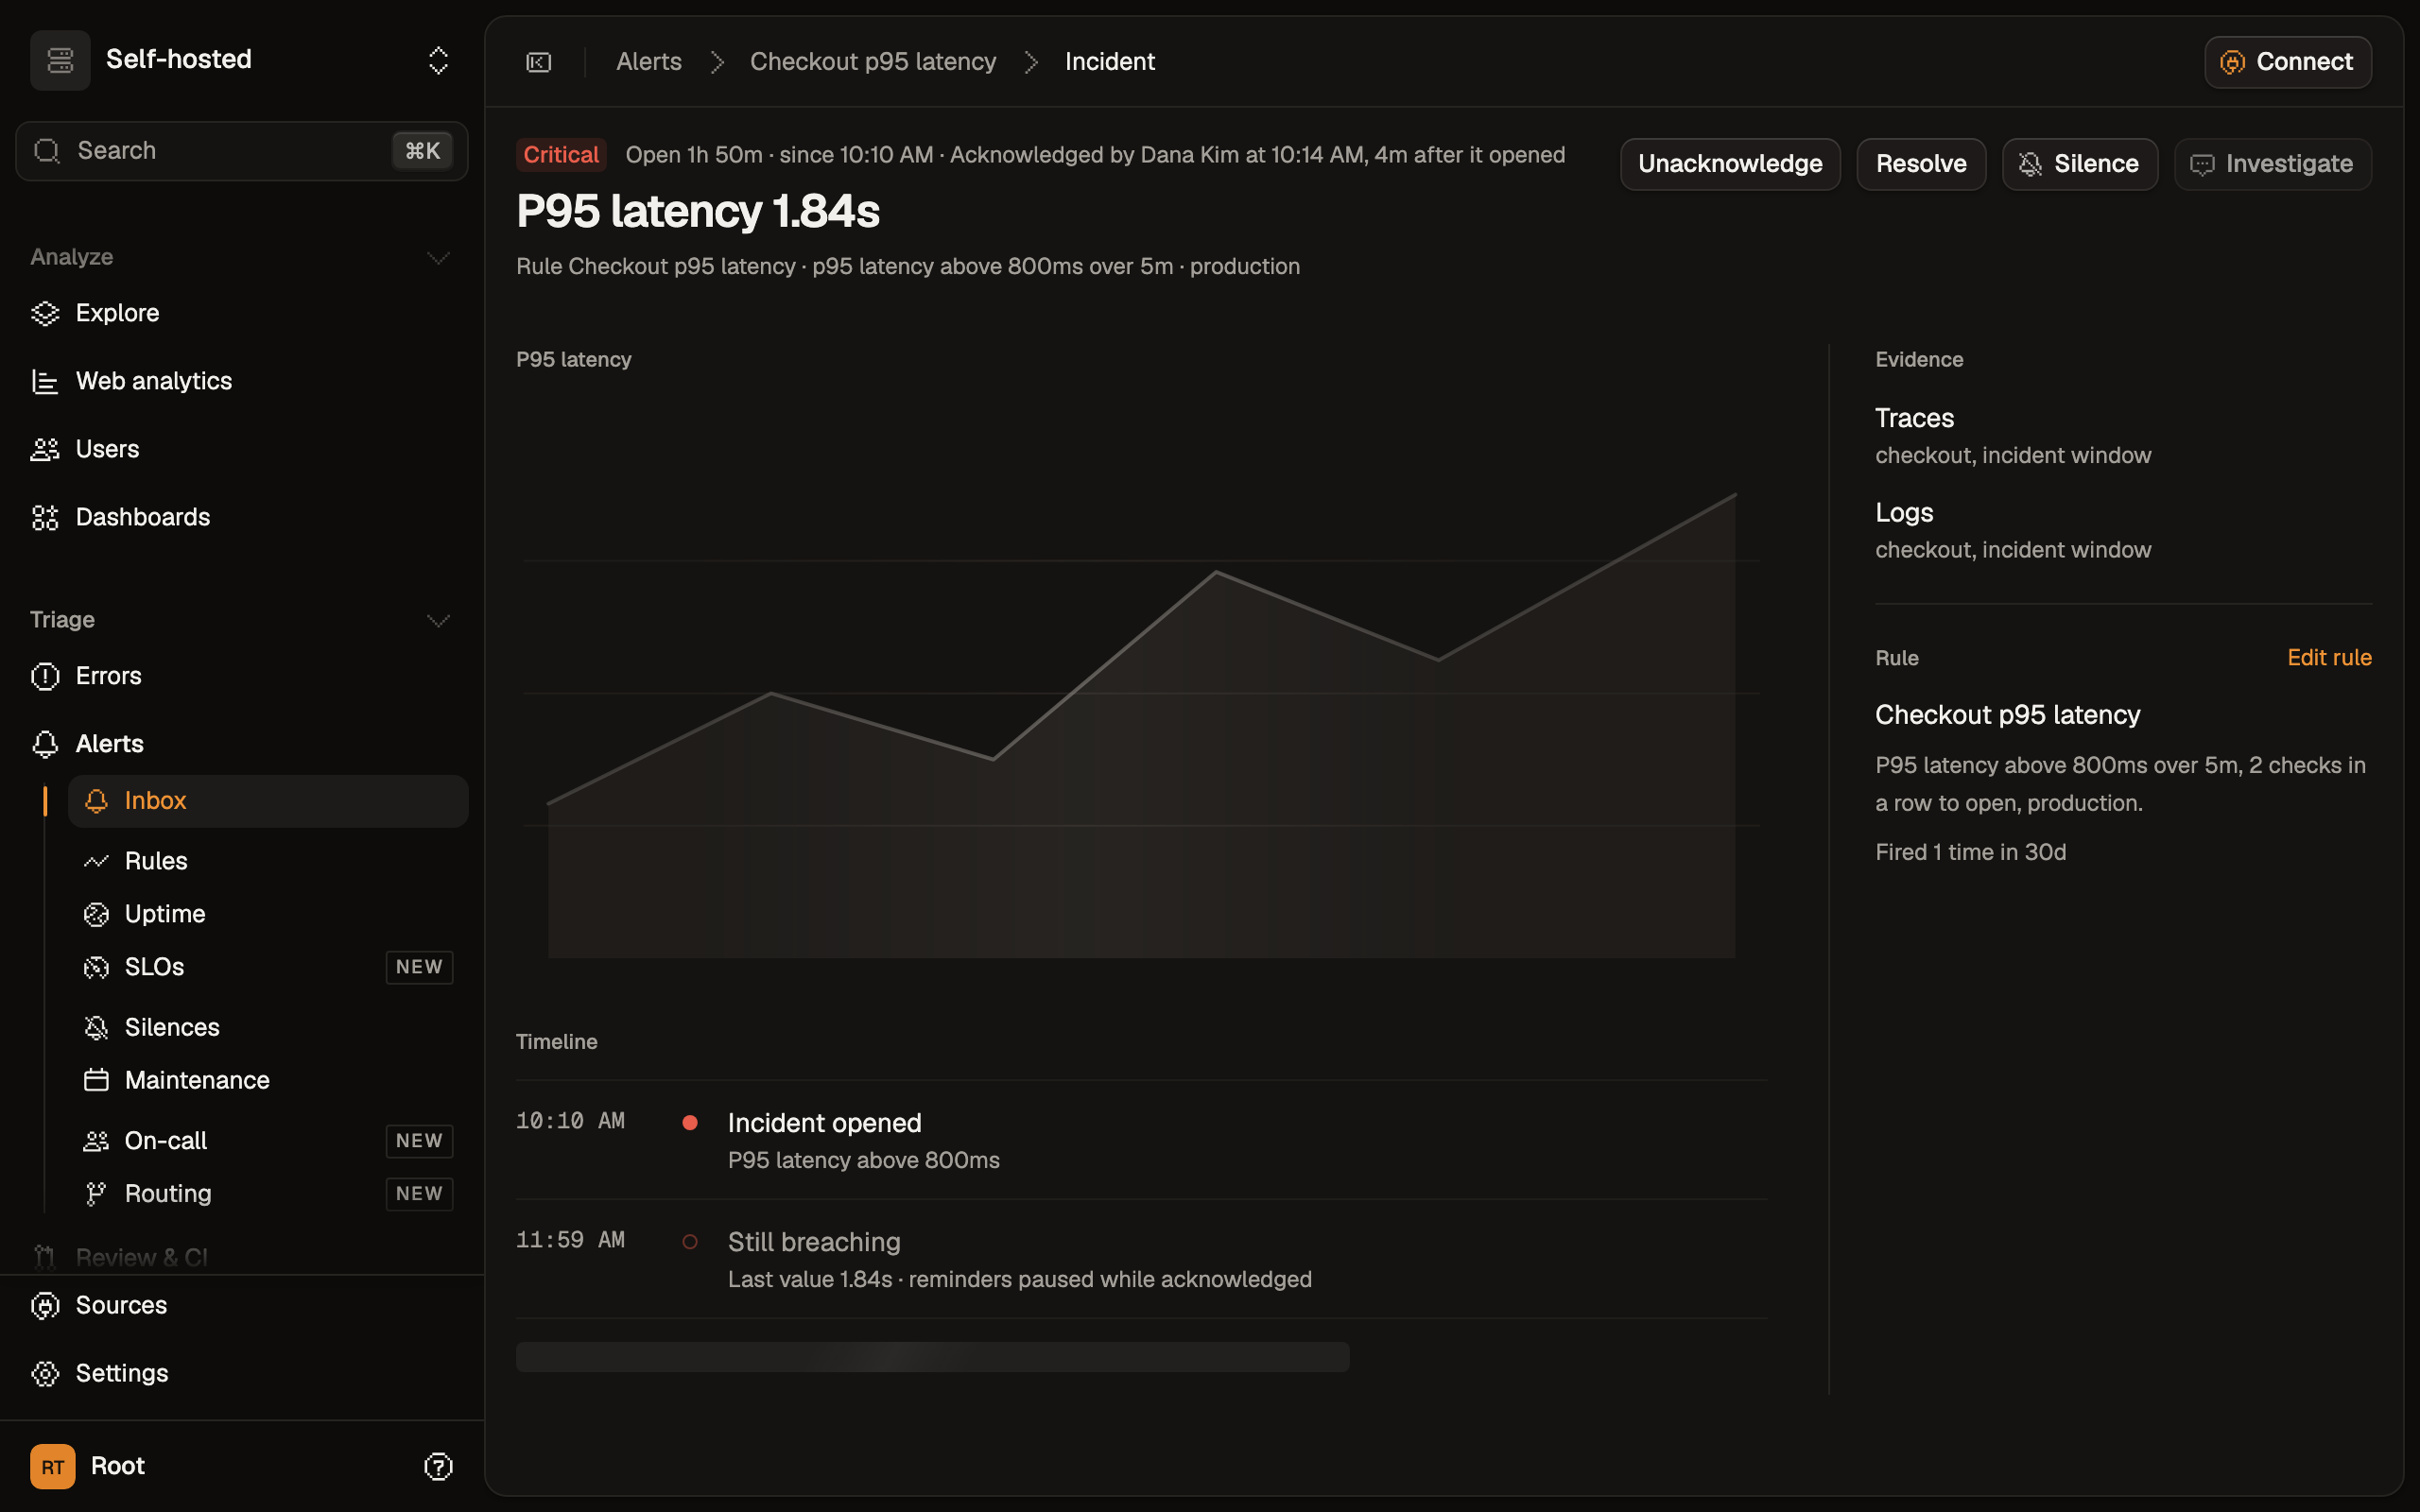 Self-hosted
Search
⌘K
Analyze
Explore
Web analytics
Users
Dashboards
Triage
Errors
Alerts
Inbox
Rules
Uptime
SLOs NEW
Silences
Maintenance
On-call NEW
Routing NEW
Review & CI
Sources
Settings
RT Root
Alerts > Checkout p95 latency > Incident
Connect
Critical Open 1h 50m · since 10:10 AM · Acknowledged by Dana Kim at 10:14 AM, 4m after it opened
Unacknowledge Resolve Silence Investigate
P95 latency 1.84s
Rule Checkout p95 latency · p95 latency above 800ms over 5m · production
P95 latency
Timeline
10:10 AM Incident opened
P95 latency above 800ms
11:59 AM Still breaching
Last value 1.84s · reminders paused while acknowledged
Evidence
Traces
checkout, incident window
Logs
checkout, incident window
Rule Edit rule
Checkout p95 latency
P95 latency above 800ms over 5m, 2 checks in
a row to open, production.
Fired 1 time in 30d